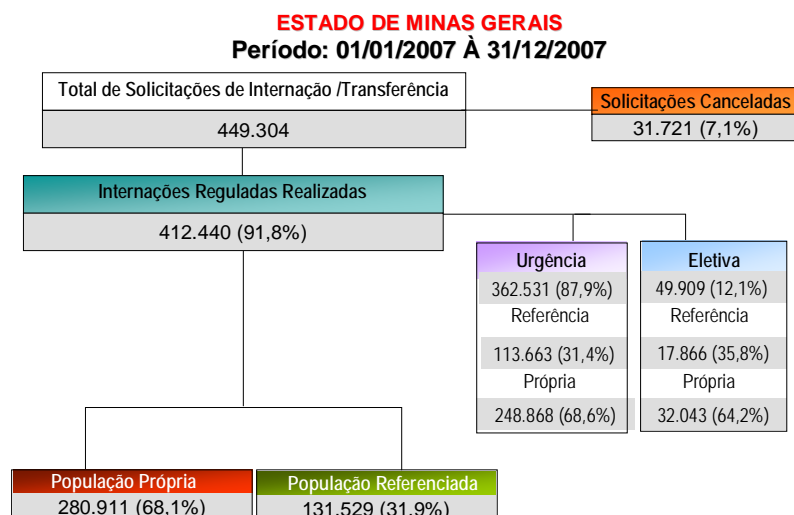 ESTADO DE MINAS GERAIS
Período: 01/01/2007 À 31/12/2007
Total de Solicitações de Internação /Transferência
449.304
Solicitações Canceladas
31.721 (7,1%)
Internações Reguladas Realizadas
412.440 (91,8%)
Urgência
362.531 (87,9%)
Referência
113.663 (31,4%)
Própria
248.868 (68,6%)
Eletiva
49.909 (12,1%)
Referência
17.866 (35,8%)
Própria
32.043 (64,2%)
População Própria
280.911 (68,1%)
População Referenciada
131.529 (31,9%)